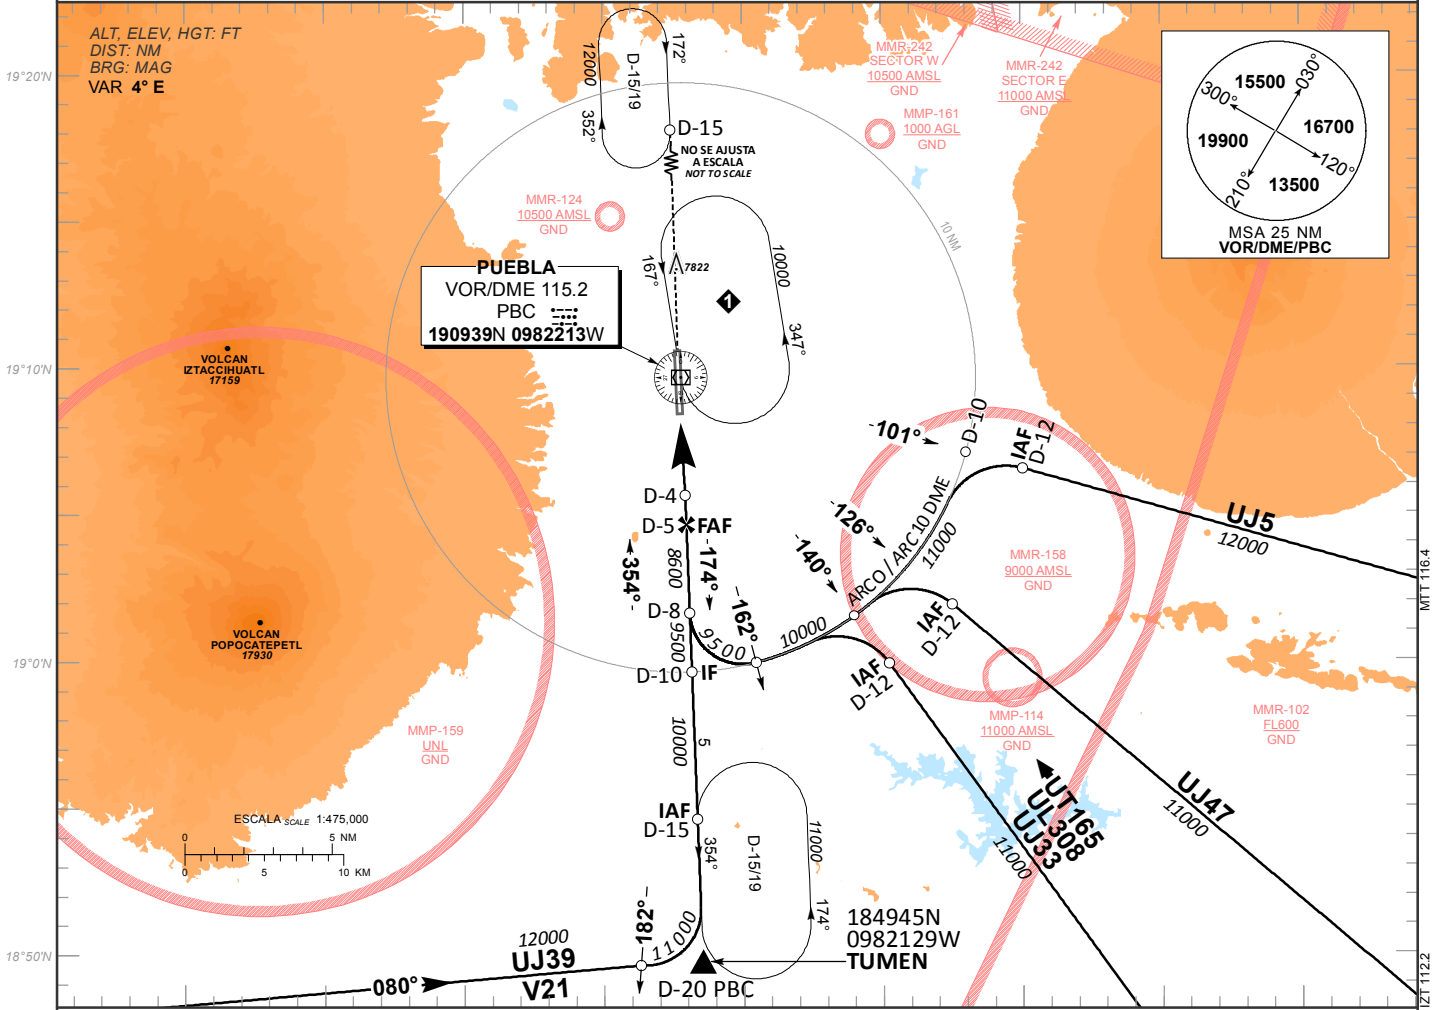 ALT, ELEV, HGT: FT
DIST: NM
BRG: MAG
VAR 4° E
19°20'N
19°10'N
19°0'N
18°50'N
12000
D-15/19
172°
352°
D-15
NO SE AJUSTA
A ESCALA
NOT TO SCALE
MMR-242
SECTOR W
10500 AMSL
GND
MMR-242
SECTOR E
11000 AMSL
GND
MMP-161
1000 AGL
GND
15500
030°
300°
19900
16700
120°
210°
13500
MSA 25 NM
VOR/DME/PBC
MMR-124
10500 AMSL
GND
10 NM
PUEBLA
VOR/DME 115.2
PBC
190939N 0982213W
167°
7822
1
10000
347°
VOLCAN
IZTACCIHUATL
17159
VOLCAN
POPOCATEPETL
17930
-101°
D-10
IAF
D-12
UJ5
12000
D-4
D-5
FAF
8600
-174°
354°-
-126°
-140°
ARCO / ARC 10 DME
11000
MMR-158
9000 AMSL
GND
D-8
9500
9500
-162°
10000
IAF
D-12
IAF
D-12
D-10
IF
10000
5
MMP-159
UNL
GND
MMP-114
11000 AMSL
GND
MMR-102
FL600
GND
UJ47
11000
UT165
UL308
UJ33
11000
IAF
D-15
354°
D-15/19
11000
174°
ESCALA SCALE 1:475,000
0
5 NM
0
5
10 KM
184945N
0982129W
TUMEN
182°-
11000
12000
UJ39
080°
V21
D-20 PBC
MTT 116.4
IZT 112.2